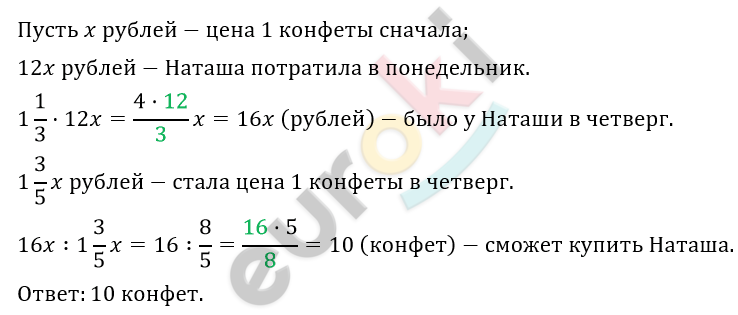 Пусть x рублей − цена 1 конфеты сначала;
12x рублей − Наташа потратила в понедельник.
1 1/3 · 12x = (4 · 12)/3 x = 16x (рублей) − было у Наташи в четверг.
1 3/5 x рублей − стала цена 1 конфеты в четверг.
16x : 1 3/5 x = 16 : 8/5 = (16 · 5)/8 = 10 (конфет) − сможет купить Наташа.
Ответ: 10 конфет.
euroki